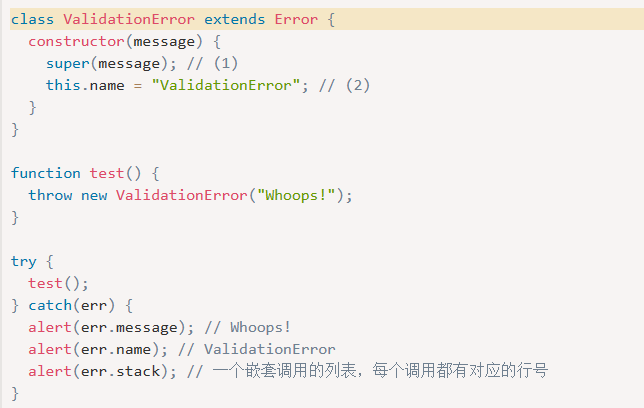 class ValidationError extends Error {
  constructor(message) {
    super(message); // (1)
    this.name = "ValidationError"; // (2)
  }
}

function test() {
  throw new ValidationError("Whoops!");
}

try {
  test();
} catch(err) {
  alert(err.message); // Whoops!
  alert(err.name); // ValidationError
  alert(err.stack); // 一个嵌套调用的列表，每个调用都有对应的行号
}